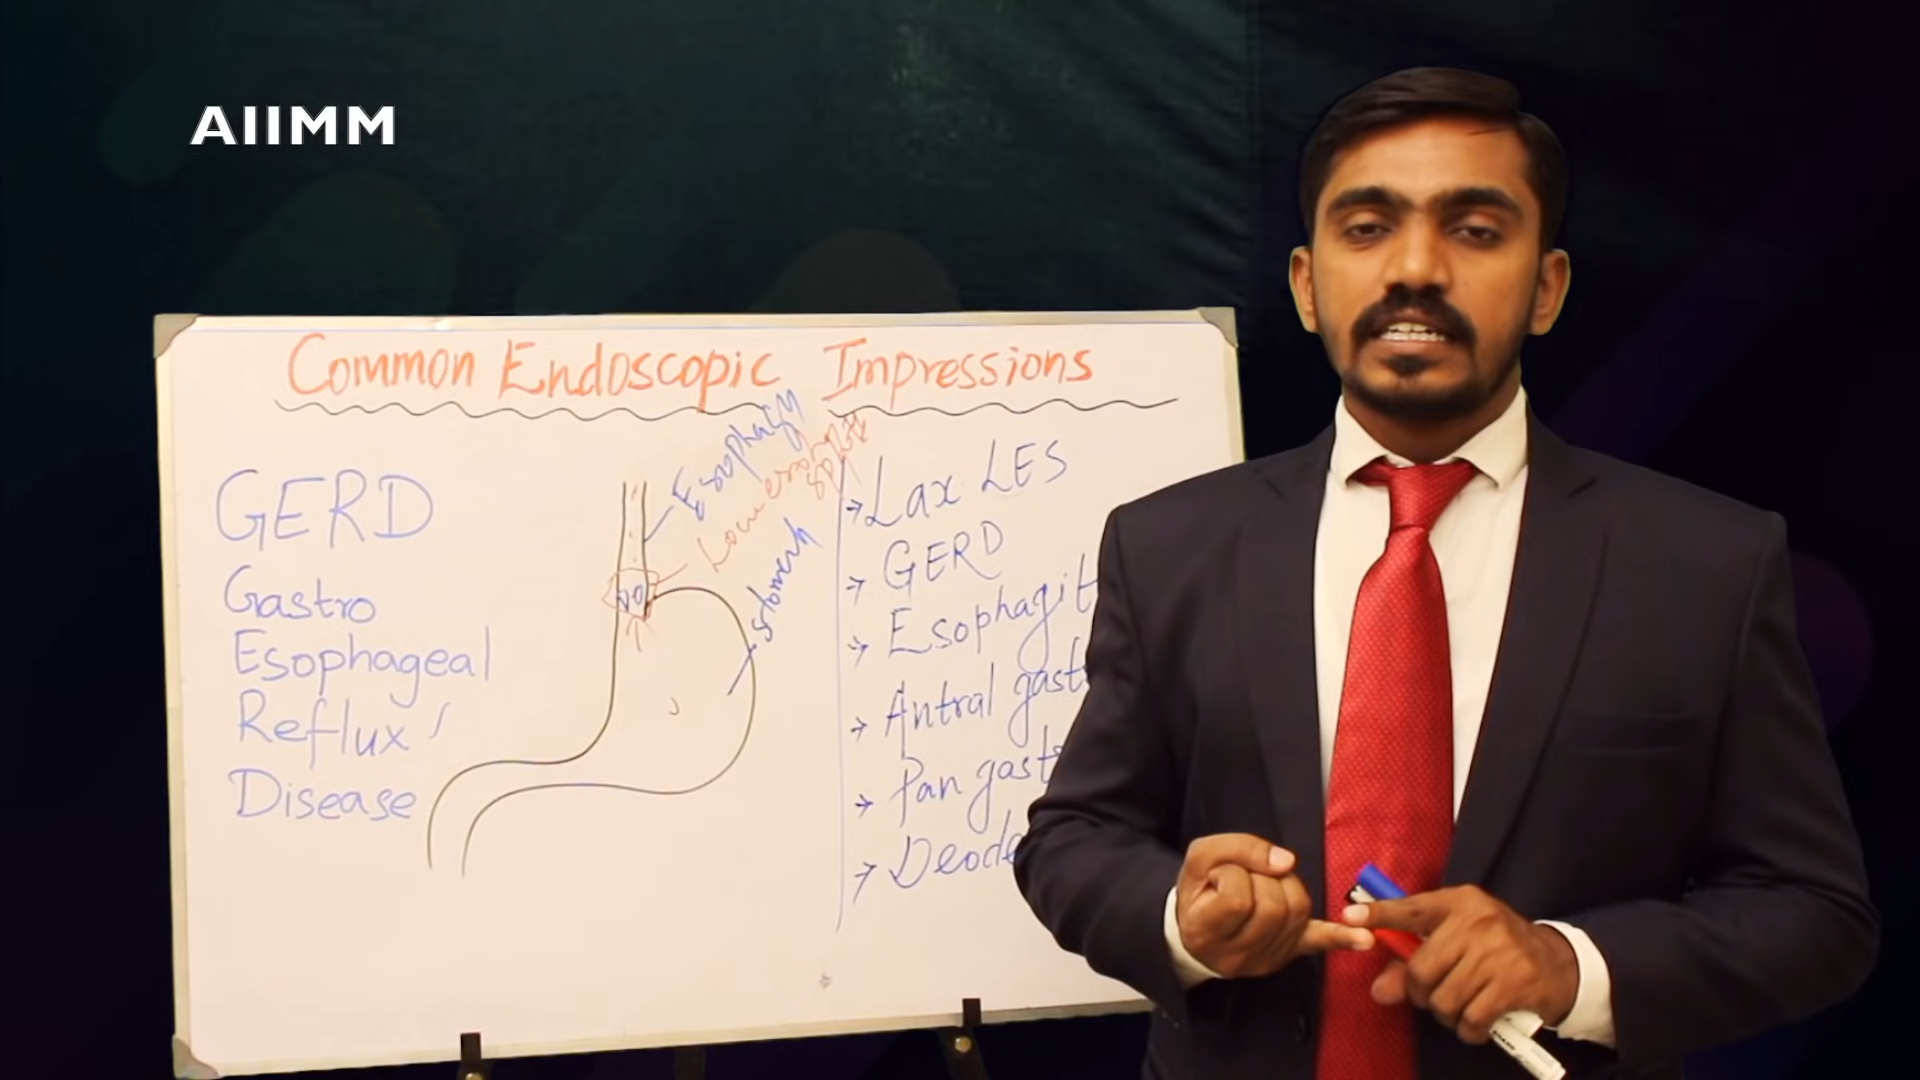 AIIMM
Common Endoscopic Impressions
GERD
Gastro
Esophageal
Reflux
Disease
stomach
→ Lax LES
→ GERD
→ Esophagit
→ Antral gast
→ Pan gast
→ Deode